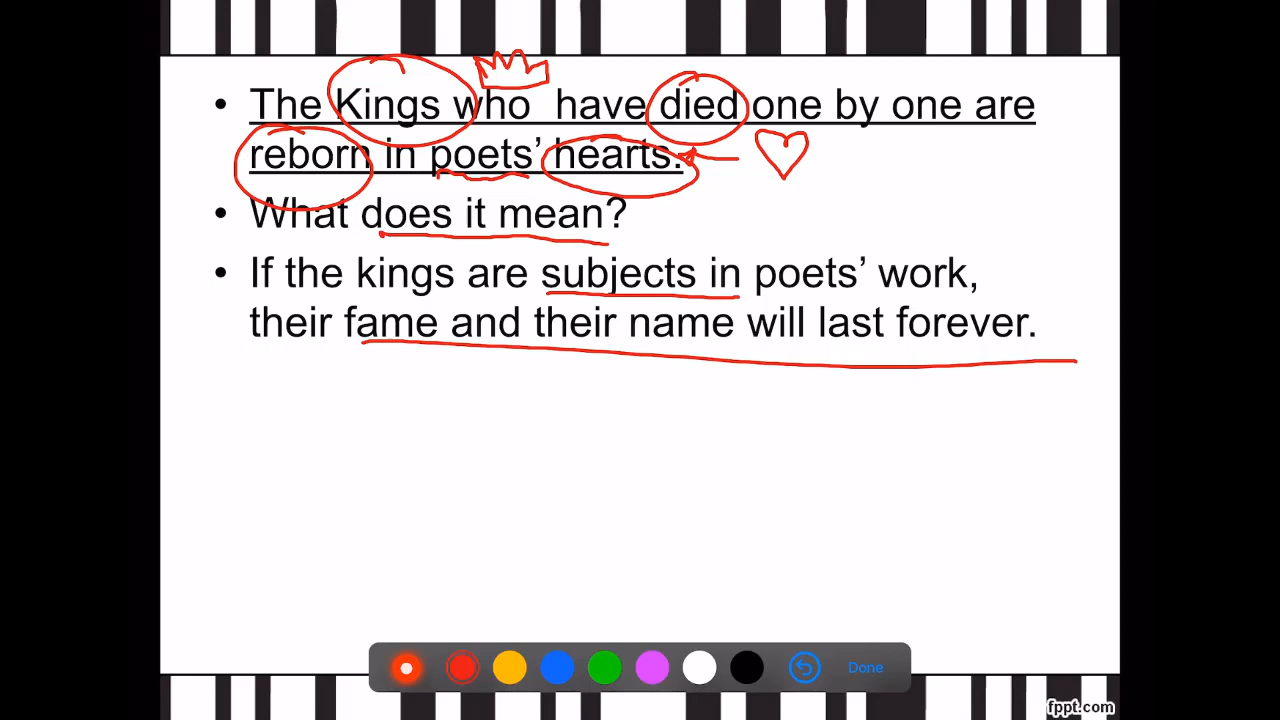 • The Kings who have died one by one are
reborn in poets’ hearts.
• What does it mean?
• If the kings are subjects in poets’ work,
their fame and their name will last forever.
Done
fppt.com